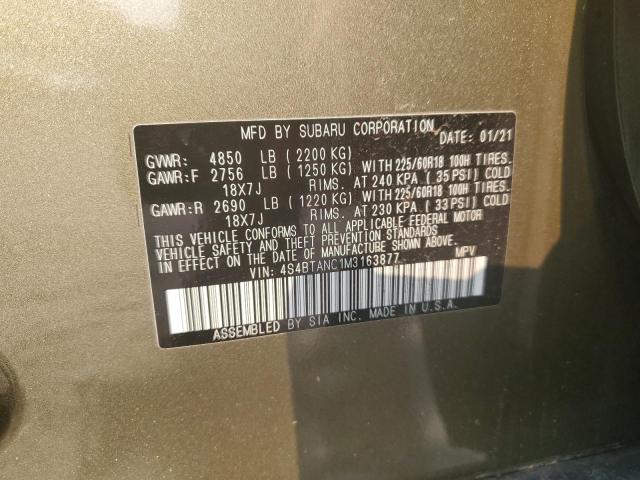 MFD BY SUBARU CORPORATION DATE: 01/21
GVWR: 4850 LB (2200 KG)
GAWR:F 2756 LB (1250 KG) WITH 225/60R18 100H TIRES.
18X7J RIMS. AT 240 KPA (35 PSI) COLD
GAWR:R 2690 LB (1220 KG) WITH 225/60R18 100H TIRES.
18X7J RIMS. AT 230 KPA (33 PSI) COLD
THIS VEHICLE CONFORMS TO ALL APPLICABLE FEDERAL MOTOR
VEHICLE SAFETY AND THEFT PREVENTION STANDARDS
IN EFFECT ON THE DATE OF MANUFACTURE SHOWN ABOVE.
VIN: 4S4BTANC1M3163877 MPV
ASSEMBLED BY SIA INC. MADE IN U.S.A.